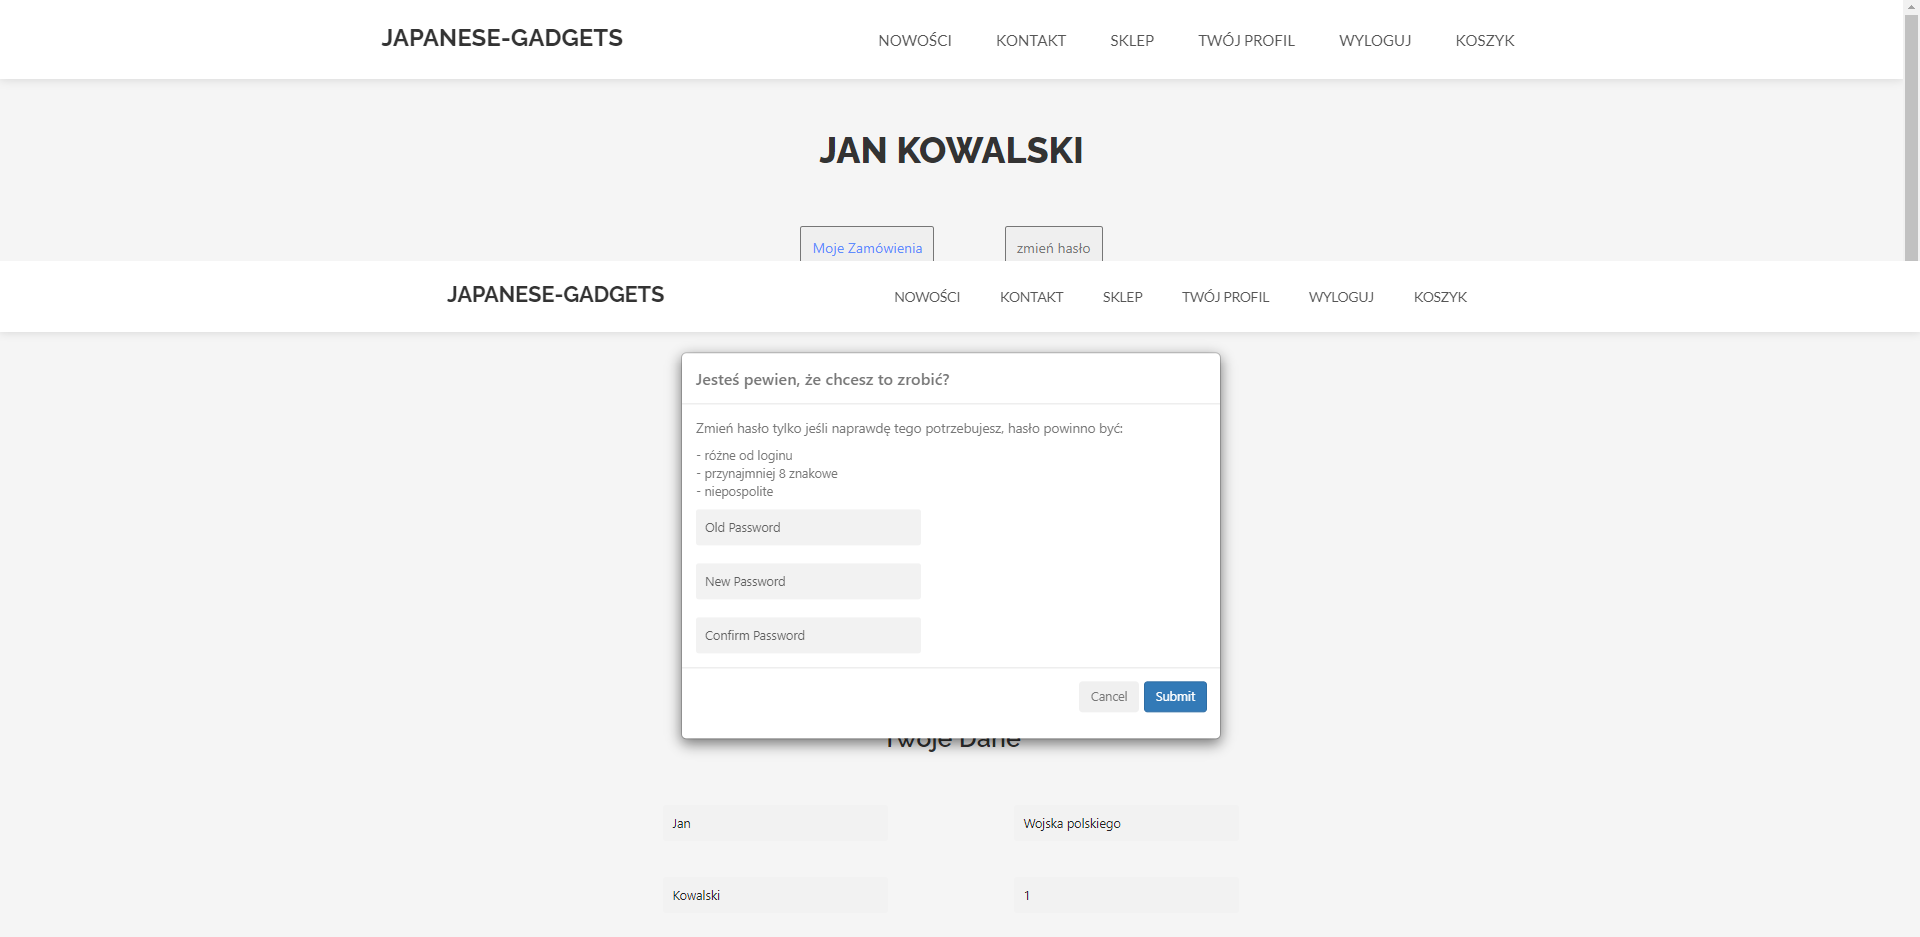 JAPANESE-GADGETS
NOWOŚCI KONTAKT SKLEP TWÓJ PROFIL WYLOGUJ KOSZYK
JAN KOWALSKI
Moje Zamówienia zmień hasło
JAPANESE-GADGETS
NOWOŚCI KONTAKT SKLEP TWÓJ PROFIL WYLOGUJ KOSZYK
Jesteś pewien, że chcesz to zrobić?
Zmień hasło tylko jeśli naprawdę tego potrzebujesz, hasło powinno być:
- różne od loginu
- przynajmniej 8 znakowe
- niepospolite
Old Password
New Password
Confirm Password
Cancel Submit
Twoje Dane
Jan Wojska polskiego
Kowalski 1